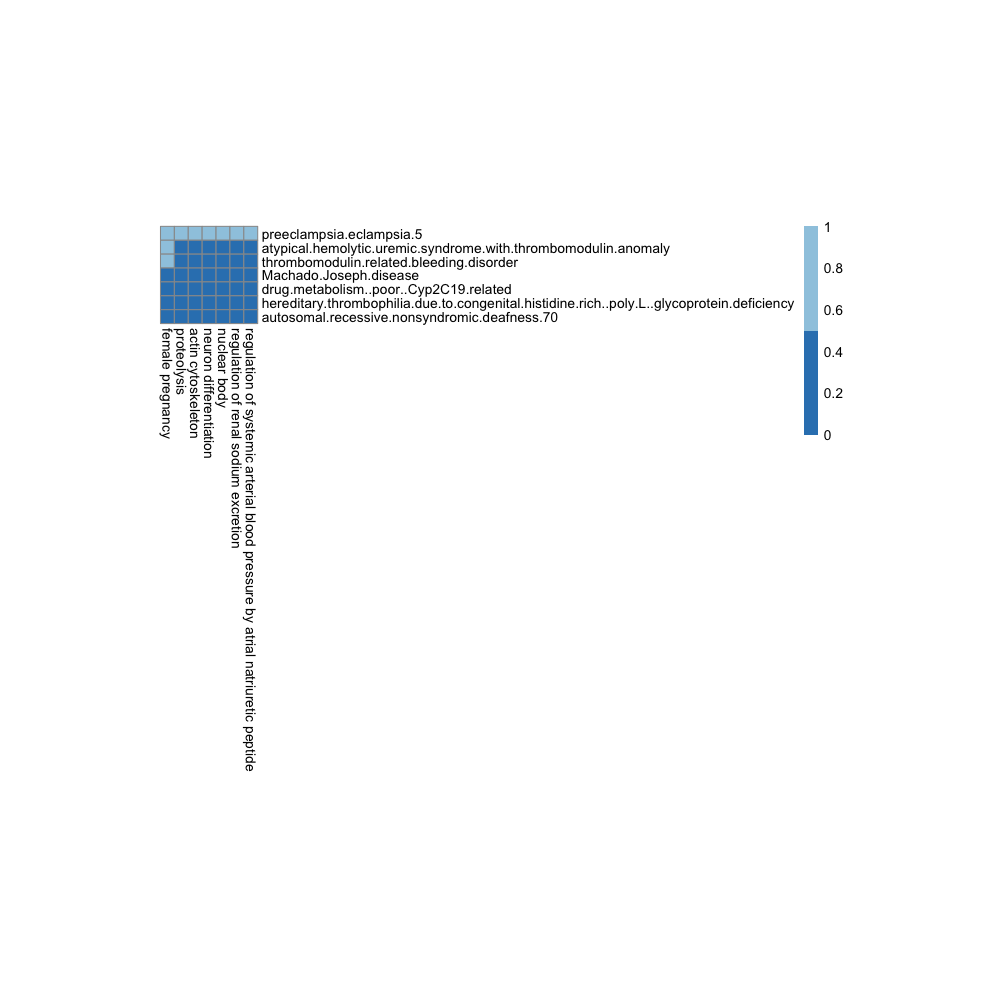 preeclampsia.eclampsia.5
atypical.hemolytic.uremic.syndrome.with.thrombomodulin.anomaly
thrombomodulin.related.bleeding.disorder
Machado.Joseph.disease
drug.metabolism..poor..Cyp2C19.related
hereditary.thrombophilia.due.to.congenital.histidine.rich..poly.L..glycoprotein.deficiency
autosomal.recessive.nonsyndromic.deafness.70
female pregnancy
proteolysis
actin cytoskeleton
neuron differentiation
nuclear body
regulation of renal sodium excretion
regulation of systemic arterial blood pressure by atrial natriuretic peptide
1
0.8
0.6
0.4
0.2
0